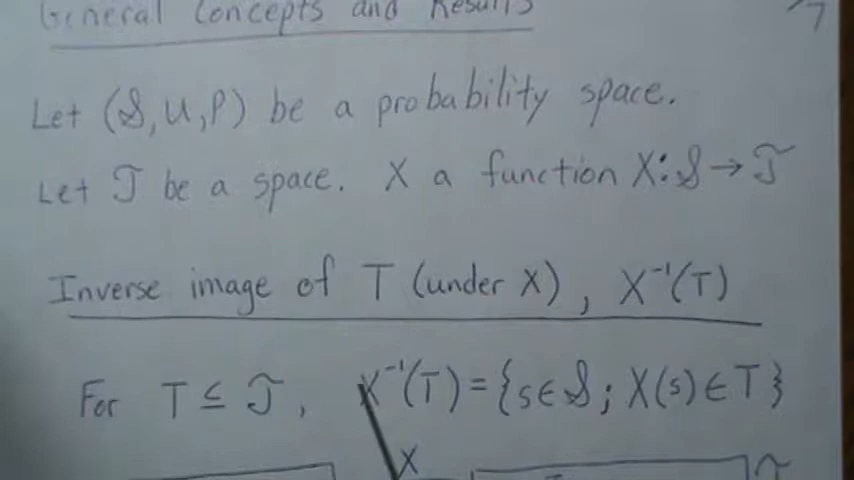 General Concepts and Results
7
Let (𝒮, U, P) be a probability space.
Let 𝒯 be a space. X a function X: 𝒮 → 𝒯
Inverse image of T (under X), X⁻¹(T)
For T ⊆ 𝒯, X⁻¹(T) = {s ∈ 𝒮; X(s) ∈ T}
X
𝒯